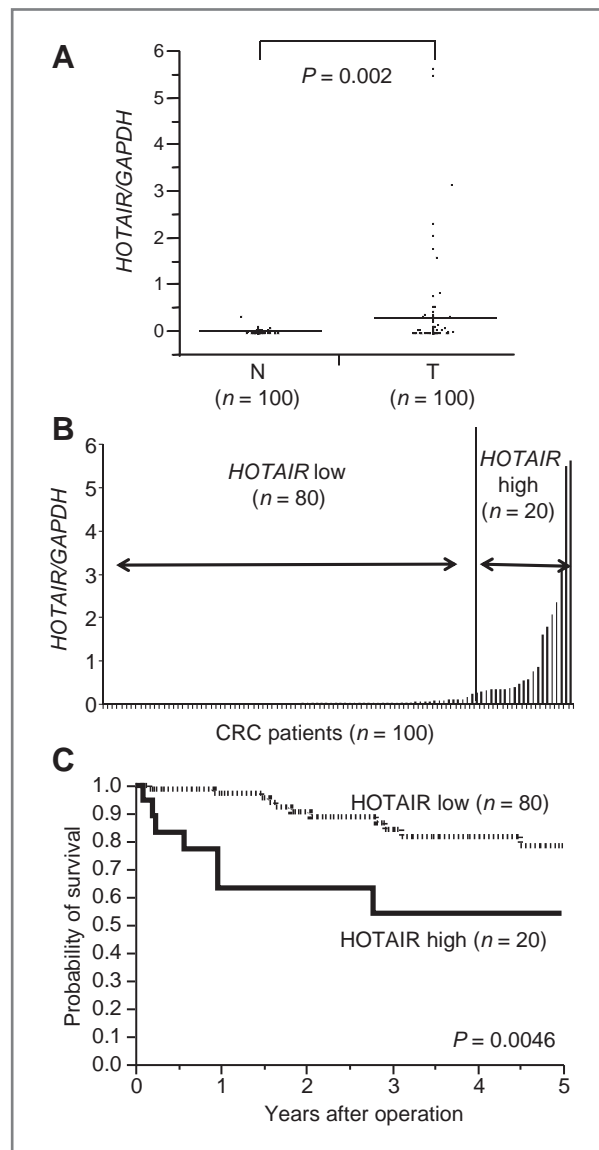 A
HOTAIR/GAPDH
6
5
4
3
2
1
0
P = 0.002
N
T
(n = 100)
(n = 100)
B
HOTAIR/GAPDH
6
5
4
3
2
1
0
HOTAIR low
(n = 80)
HOTAIR
high
(n = 20)
CRC patients (n = 100)
C
Probability of survival
1.0
0.9
0.8
0.7
0.6
0.5
0.4
0.3
0.2
0.1
0.0
HOTAIR low (n = 80)
HOTAIR high (n = 20)
P = 0.0046
0 1 2 3 4 5
Years after operation